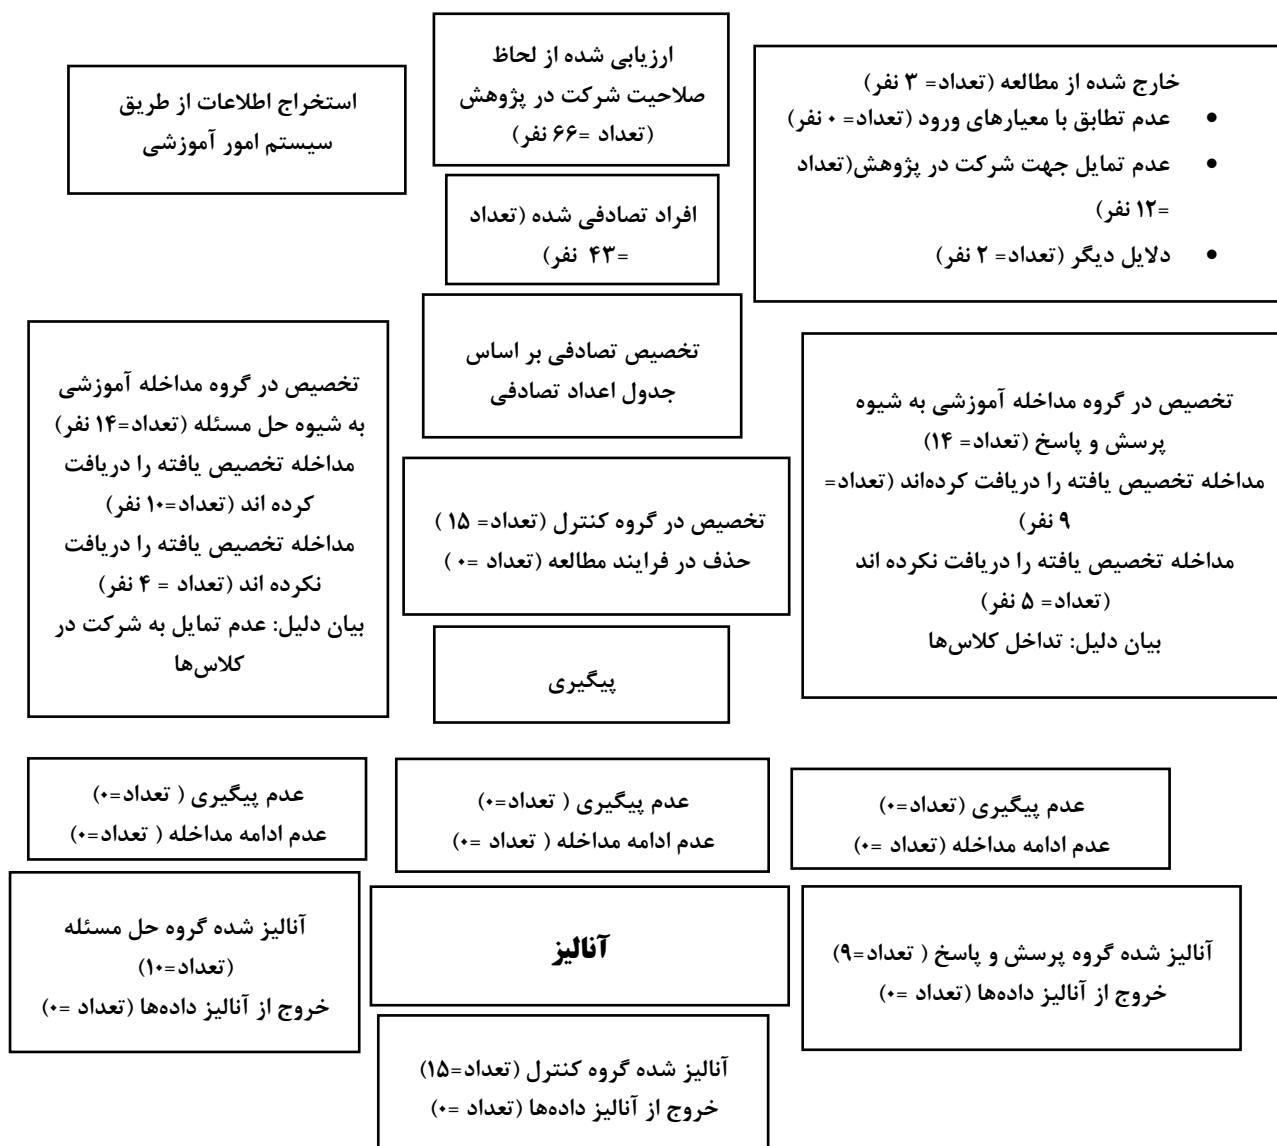 ارزیابی شده از لحاظ
صلاحیت شرکت در پژوهش
(تعداد =۶۶ نفر)
خارج شده از مطالعه (تعداد= ۳ نفر)
• عدم تطابق با معیارهای ورود (تعداد= ۰ نفر)
• عدم تمایل جهت شرکت در پژوهش(تعداد
=۱۲ نفر)
• دلایل دیگر (تعداد= ۲ نفر)
استخراج اطلاعات از طریق
سیستم امور آموزشی
افراد تصادفی شده (تعداد
=۴۳ نفر)
تخصیص تصادفی بر اساس
جدول اعداد تصادفی
تخصیص در گروه مداخله آموزشی به شیوه
پرسش و پاسخ (تعداد= ۱۴)
مداخله تخصیص یافته را دریافت کرده‌اند (تعداد=
۹ نفر)
مداخله تخصیص یافته را دریافت نکرده اند
(تعداد= ۵ نفر)
بیان دلیل: تداخل کلاس‌ها
تخصیص در گروه کنترل (تعداد= ۱۵ )
حذف در فرایند مطالعه (تعداد =۰ )
تخصیص در گروه مداخله آموزشی
به شیوه حل مسئله (تعداد=۱۴ نفر)
مداخله تخصیص یافته را دریافت
کرده اند (تعداد=۱۰ نفر)
مداخله تخصیص یافته را دریافت
نکرده اند (تعداد = ۴ نفر)
بیان دلیل: عدم تمایل به شرکت در
کلاس‌ها
پیگیری
عدم پیگیری (تعداد=۰)
عدم ادامه مداخله (تعداد =۰)
عدم پیگیری ( تعداد=۰)
عدم ادامه مداخله ( تعداد =۰)
عدم پیگیری ( تعداد=۰)
عدم ادامه مداخله ( تعداد=۰)
آنالیز شده گروه پرسش و پاسخ ( تعداد=۹)
خروج از آنالیز داده‌ها (تعداد =۰)
آنالیز
آنالیز شده گروه حل مسئله
(تعداد=۱۰)
خروج از آنالیز داده‌ها (تعداد =۰)
آنالیز شده گروه کنترل (تعداد=۱۵)
خروج از آنالیز داده‌ها (تعداد =۰)